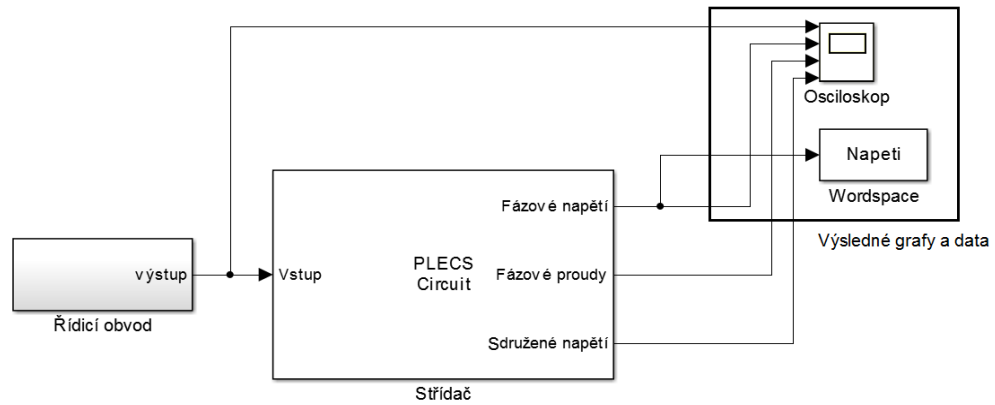 Osciloskop
Napeti
Wordspace
Výsledné grafy a data
výstup
Řídicí obvod
Vstup
PLECS
Circuit
Fázové napětí
Fázové proudy
Sdružené napětí
Střídač